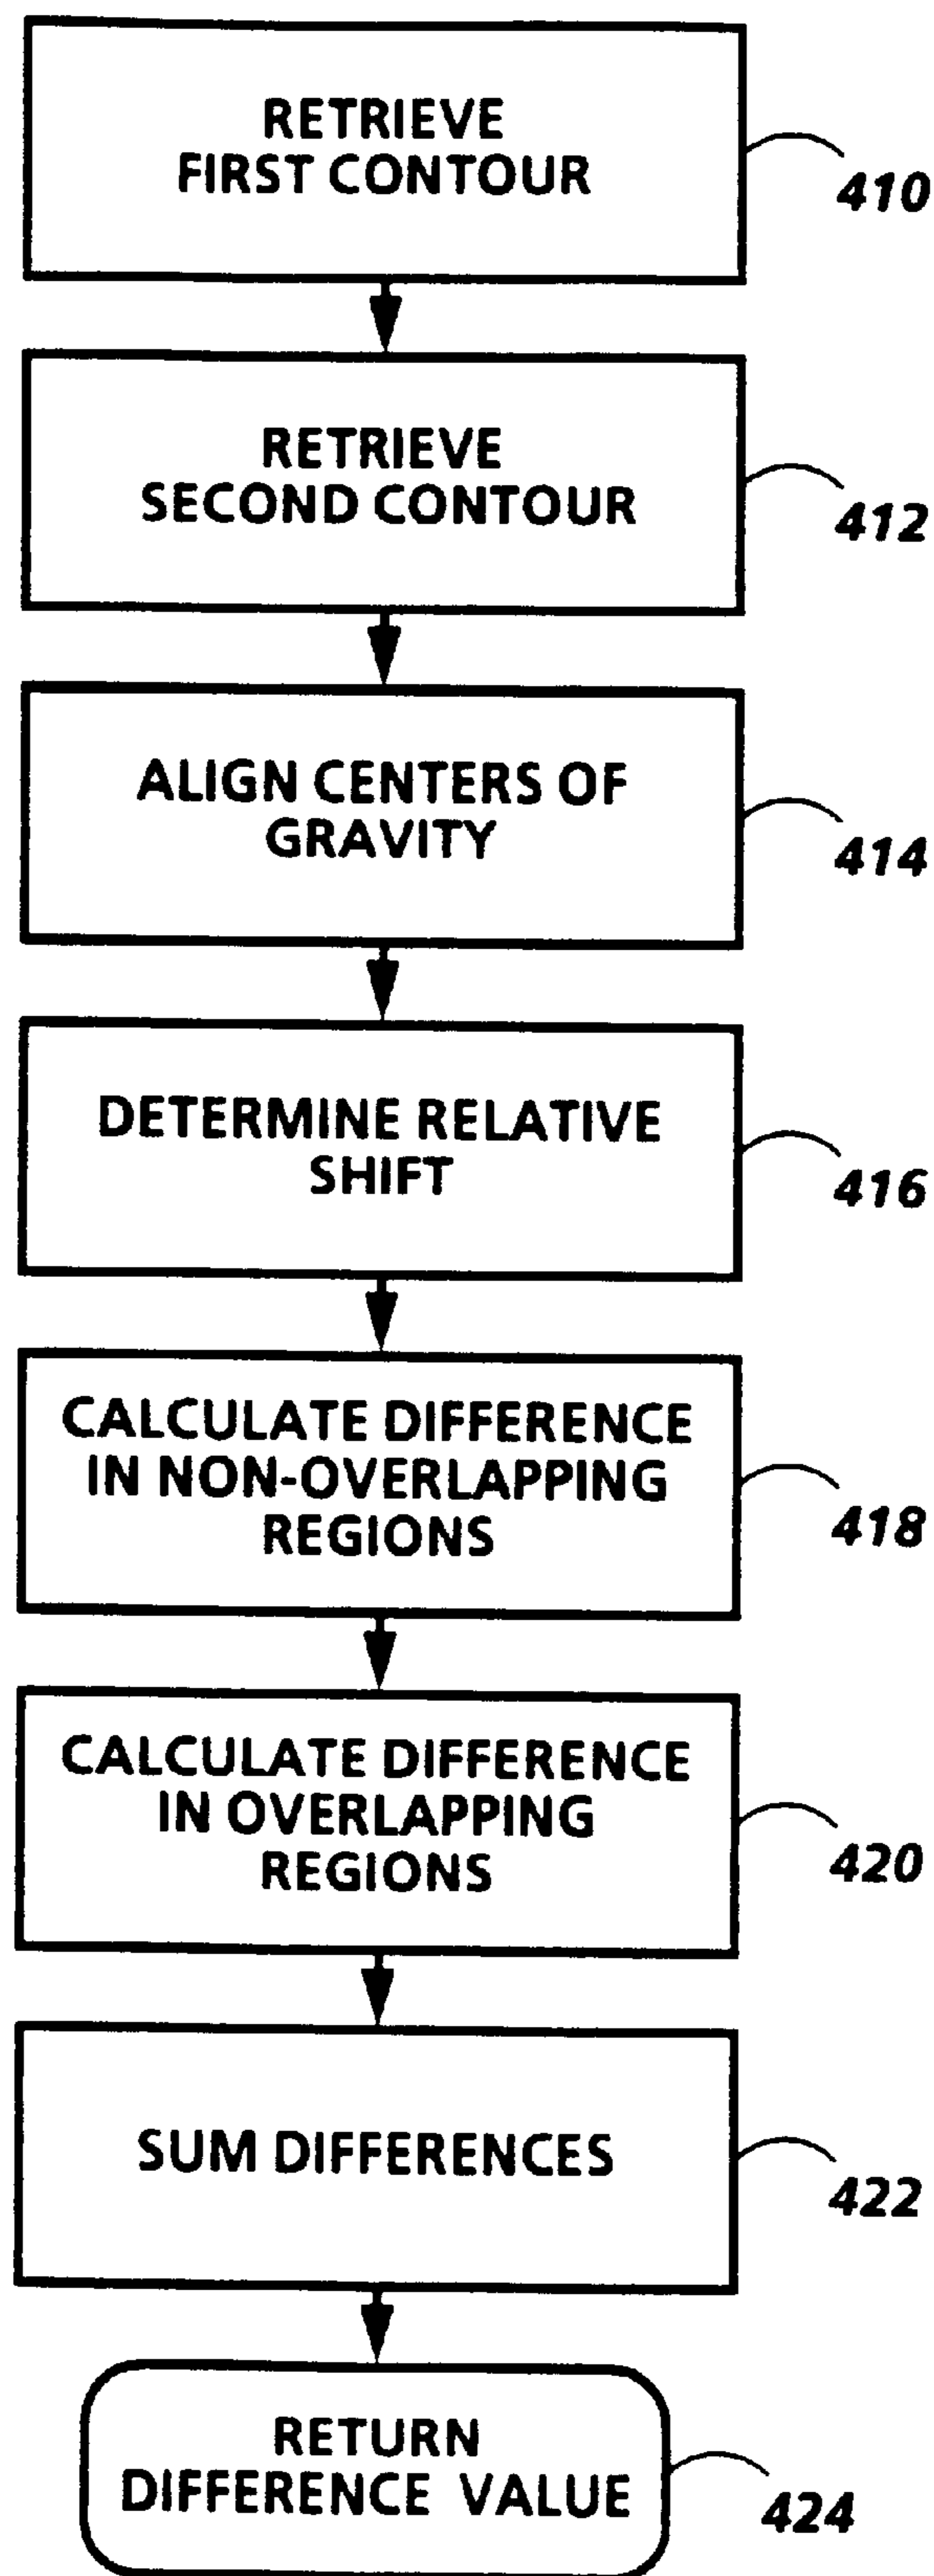 RETRIEVE
FIRST CONTOUR
410
RETRIEVE
SECOND CONTOUR
412
ALIGN CENTERS OF
GRAVITY
414
DETERMINE RELATIVE
SHIFT
416
CALCULATE DIFFERENCE
IN NON-OVERLAPPING
REGIONS
418
CALCULATE DIFFERENCE
IN OVERLAPPING
REGIONS
420
SUM DIFFERENCES
422
RETURN
DIFFERENCE VALUE
424